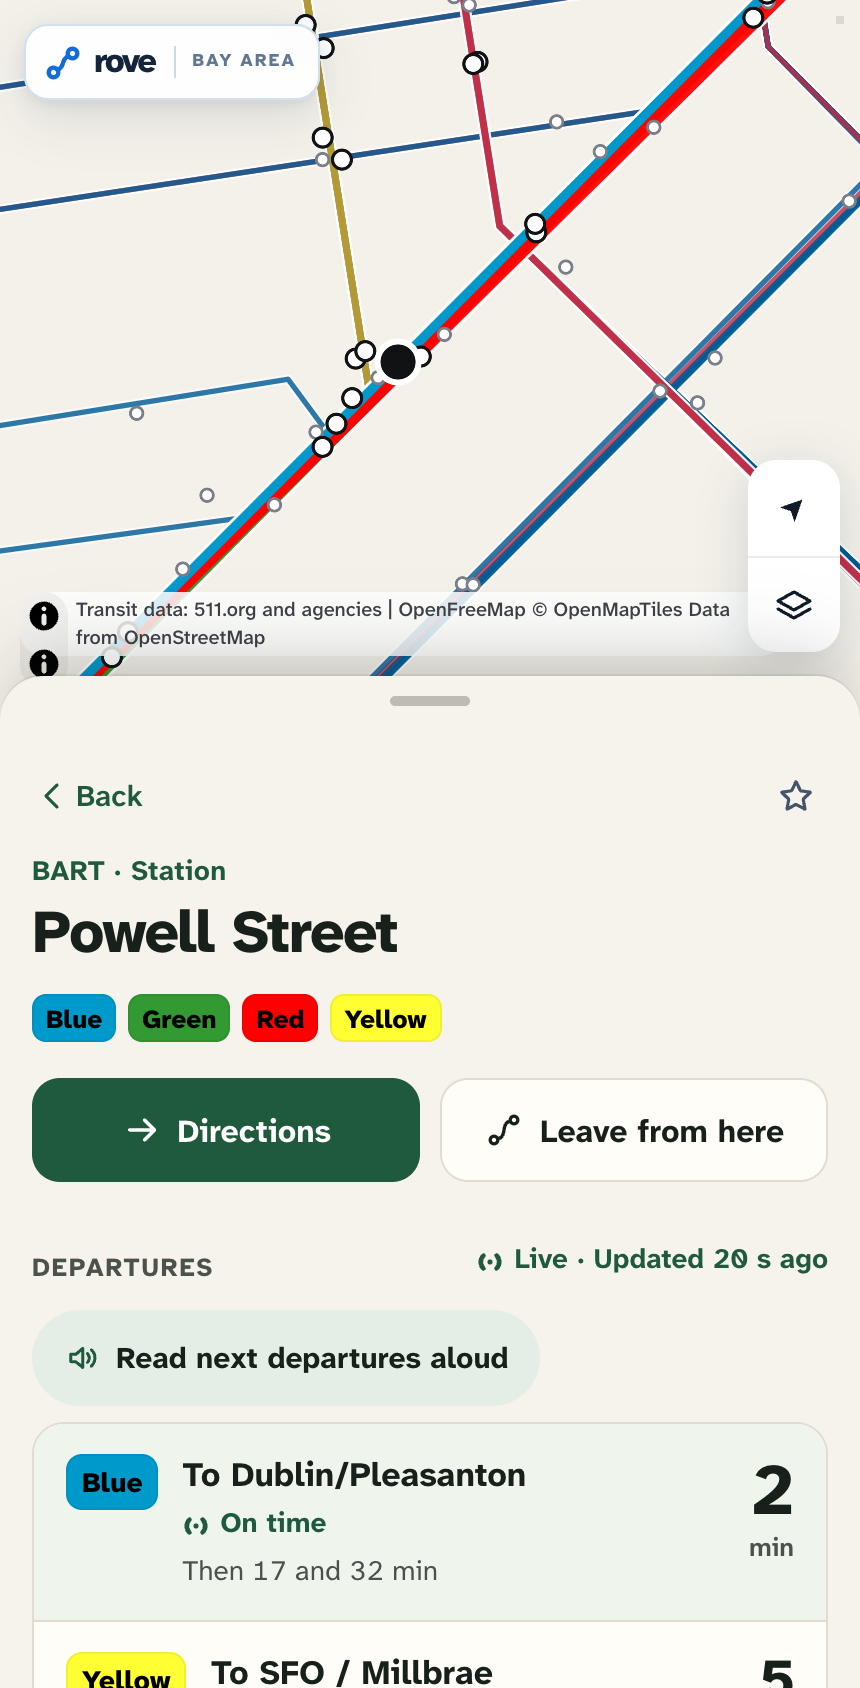 rove BAY AREA
Transit data: 511.org and agencies | OpenFreeMap © OpenMapTiles Data
from OpenStreetMap
Back
BART · Station
Powell Street
Blue Green Red Yellow
Directions Leave from here
DEPARTURES Live · Updated 20 s ago
Read next departures aloud
Blue To Dublin/Pleasanton 2
On time min
Then 17 and 32 min
Yellow To SFO / Millbrae 5